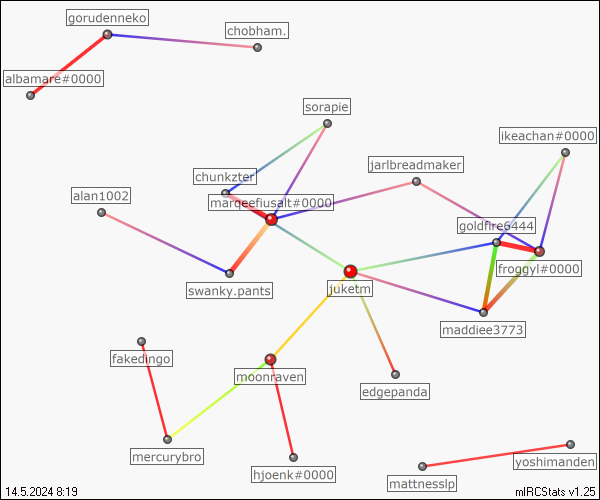 gorudenneko
chobham.
albamare#0000
sorapie
ikeachan#0000
jarlbreadmaker
chunkzter
alan1002
marqeefiusalt#0000
goldfire6444
froggyl#0000
swanky.pants
juketm
maddiee3773
fakedingo
moonraven
edgepanda
mercurybro
yoshimanden
hjoenk#0000
mattnesslp
14.5.2024 8:19
mIRCStats v1.25